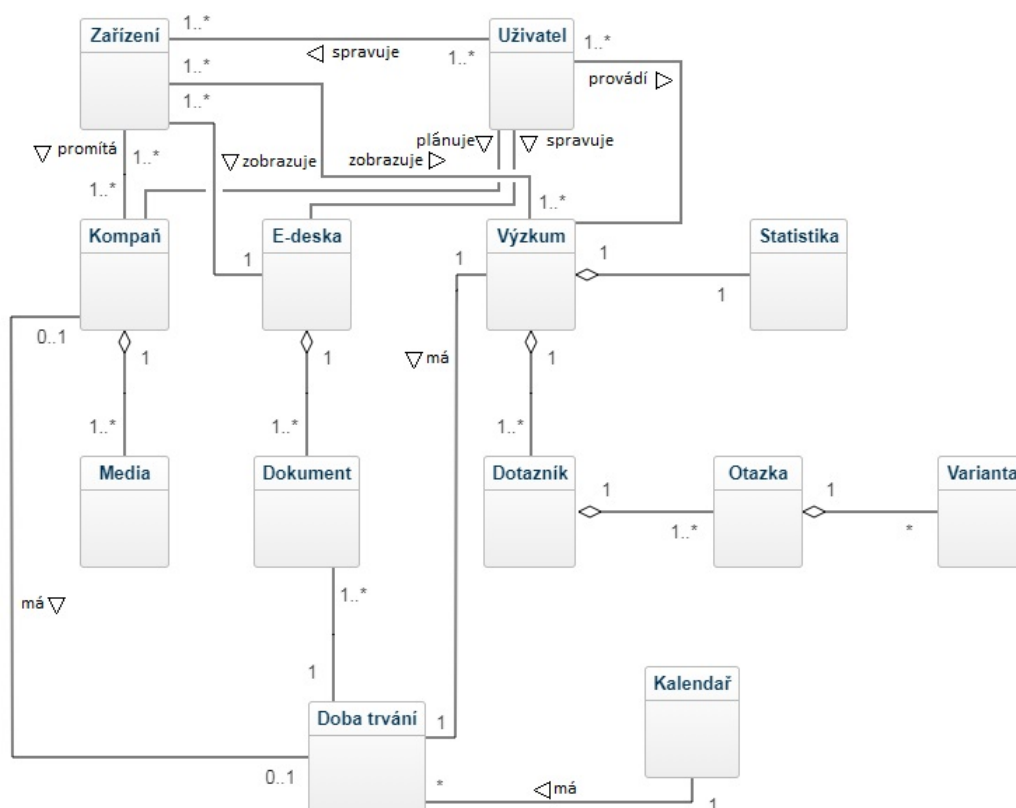 Zařízení
1..*
Uživatel
1..*
◁ spravuje
1..*
1..*
provádí ▷
1..*
▽ promítá
1..*
▽ zobrazuje
plánuje ▽
▽ spravuje
zobrazuje ▷
1..*
1..*
Kompaň
E-deska
Výzkum
Statistika
1
1
1
1
0..1
1
1
▽ má
1
1..*
1..*
1..*
Media
Dokument
Dotazník
Otazka
Varianta
1
1
1..*
*
má ▽
1..*
1
Kalendař
Doba trvání
1
0..1
*
◁ má
1